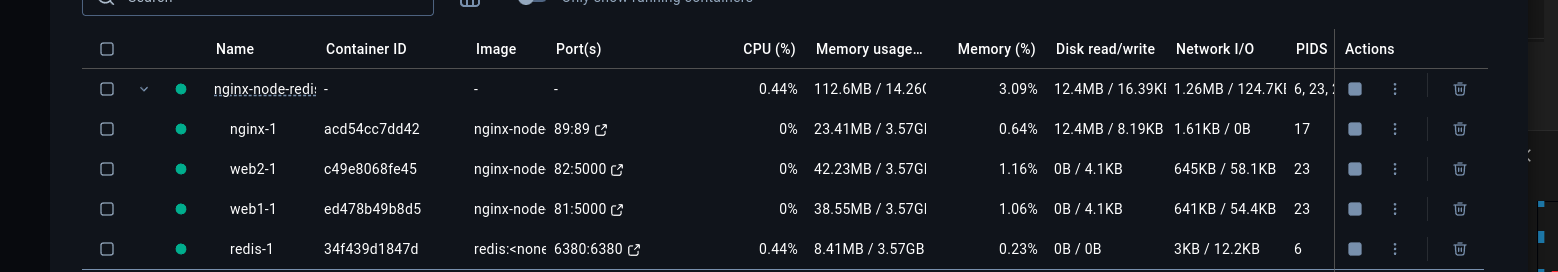 Search Only show running containers
Name Container ID Image Port(s) CPU (%) Memory usage... Memory (%) Disk read/write Network I/O PIDS Actions
nginx-node-redi - - - 0.44% 112.6MB / 14.26 3.09% 12.4MB / 16.39K 1.26MB / 124.7K 6, 23,
nginx-1 acd54cc7dd42 nginx-node 89:89 0% 23.41MB / 3.57G 0.64% 12.4MB / 8.19KB 1.61KB / 0B 17
web2-1 c49e8068fe45 nginx-node 82:5000 0% 42.23MB / 3.57G 1.16% 0B / 4.1KB 645KB / 58.1KB 23
web1-1 ed478b49b8d5 nginx-node 81:5000 0% 38.55MB / 3.57G 1.06% 0B / 4.1KB 641KB / 54.4KB 23
redis-1 34f439d1847d redis:<none 6380:6380 0.44% 8.41MB / 3.57GB 0.23% 0B / 0B 3KB / 12.2KB 6